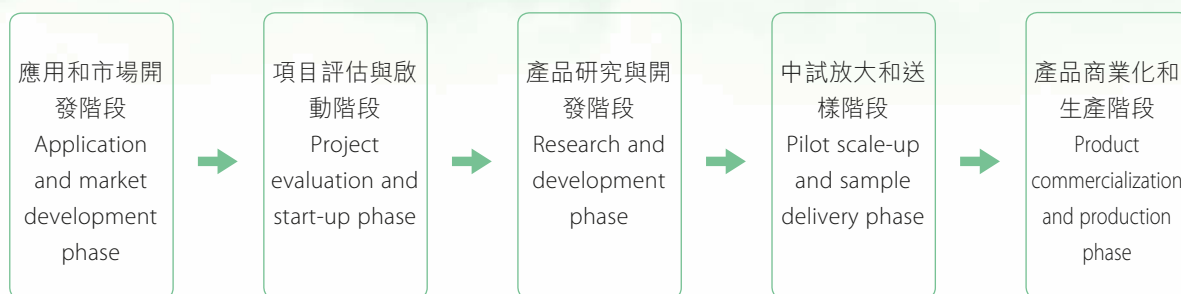 應用和市場開
發階段
Application
and market
development
phase
項目評估與啟
動階段
Project
evaluation and
start-up phase
產品研究與開
發階段
Research and
development
phase
中試放大和送
樣階段
Pilot scale-up
and sample
delivery phase
產品商業化和
生產階段
Product
commercialization
and production
phase